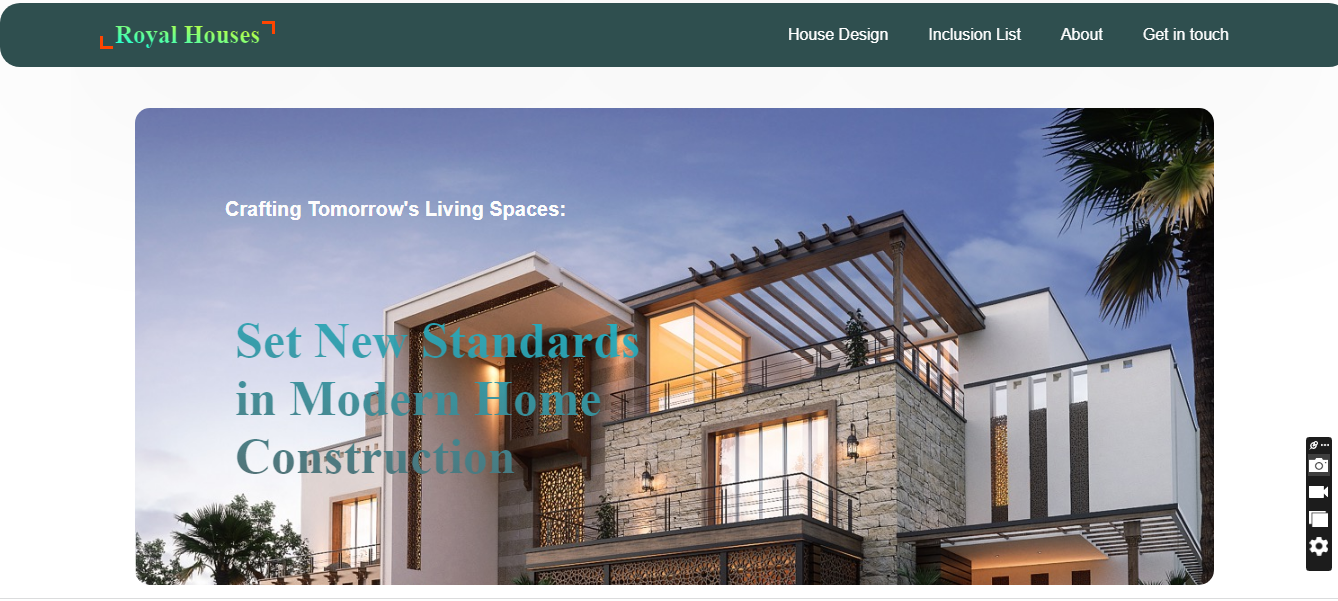 Royal Houses
House Design
Inclusion List
About
Get in touch
Crafting Tomorrow's Living Spaces:
Set New Standards
in Modern Home
Construction